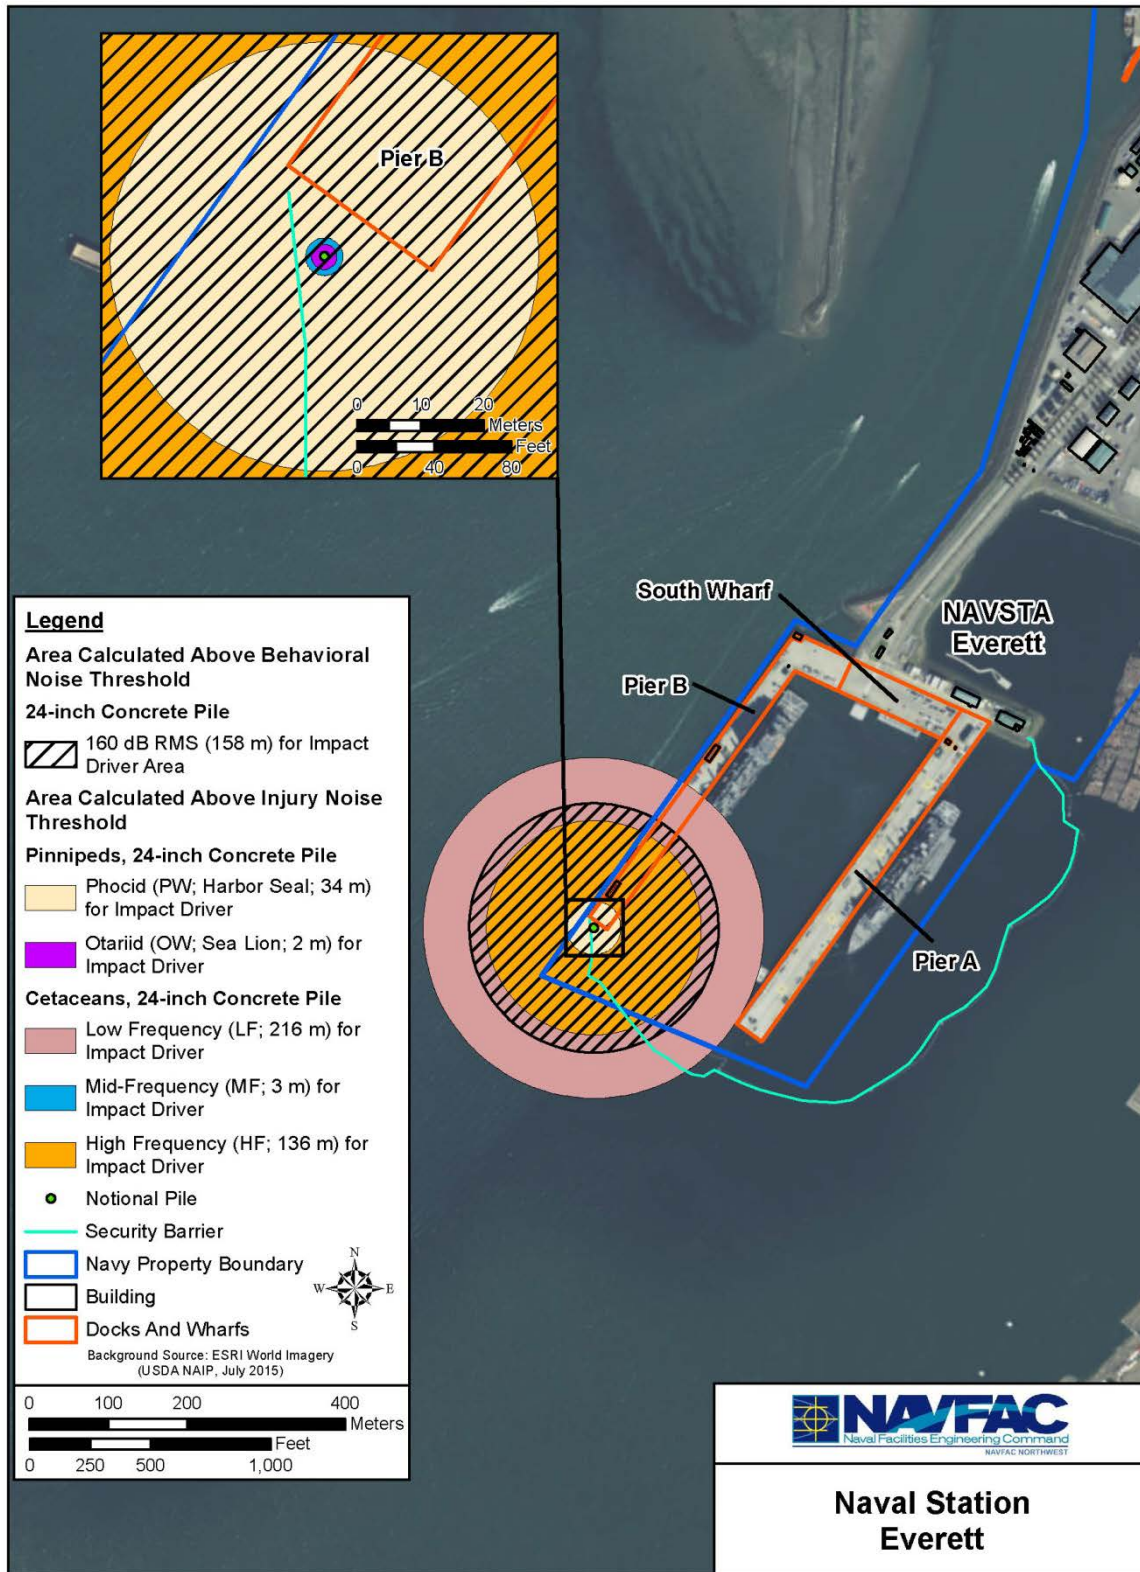 Pier B
0 10 20
Meters
Feet
0 40 80
South Wharf
NAVSTA
Everett
Pier B
Pier A
Legend
Area Calculated Above Behavioral
Noise Threshold
24-inch Concrete Pile
160 dB RMS (158 m) for Impact
Driver Area
Area Calculated Above Injury Noise
Threshold
Pinnipeds, 24-inch Concrete Pile
Phocid (PW; Harbor Seal; 34 m)
for Impact Driver
Otariid (OW; Sea Lion; 2 m) for
Impact Driver
Cetaceans, 24-inch Concrete Pile
Low Frequency (LF; 216 m) for
Impact Driver
Mid-Frequency (MF; 3 m) for
Impact Driver
High Frequency (HF; 136 m) for
Impact Driver
Notional Pile
Security Barrier
Navy Property Boundary
Building
Docks And Wharfs
N
W E
S
Background Source: ESRI World Imagery
(USDA NAIP, July 2015)
0 100 200 400
Meters
Feet
0 250 500 1,000
NAVFAC
Naval Facilities Engineering Command
NAVFAC NORTHWEST
Naval Station
Everett